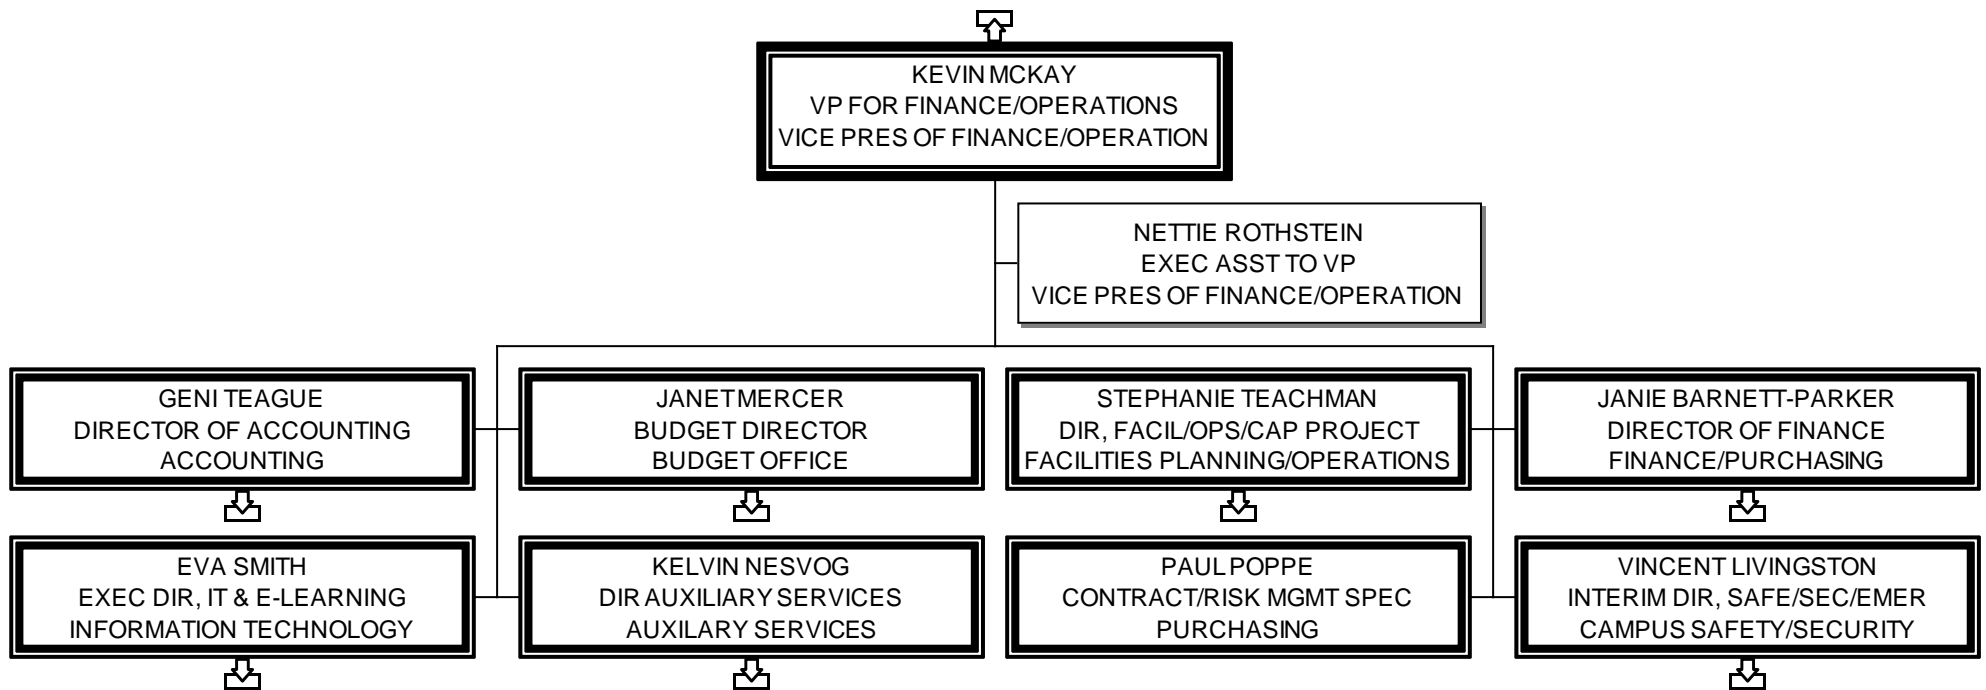 KEVIN MCKAY
VP FOR FINANCE/OPERATIONS
VICE PRES OF FINANCE/OPERATION
NETTIE ROTHSTEIN
EXEC ASST TO VP
VICE PRES OF FINANCE/OPERATION
GENI TEAGUE
DIRECTOR OF ACCOUNTING
ACCOUNTING
JANET MERCER
BUDGET DIRECTOR
BUDGET OFFICE
STEPHANIE TEACHMAN
DIR, FACIL/OPS/CAP PROJECT
FACILITIES PLANNING/OPERATIONS
JANIE BARNETT-PARKER
DIRECTOR OF FINANCE
FINANCE/PURCHASING
EVA SMITH
EXEC DIR, IT & E-LEARNING
INFORMATION TECHNOLOGY
KELVIN NESVOG
DIR AUXILIARY SERVICES
AUXILARY SERVICES
PAUL POPPE
CONTRACT/RISK MGMT SPEC
PURCHASING
VINCENT LIVINGSTON
INTERIM DIR, SAFE/SEC/EMER
CAMPUS SAFETY/SECURITY